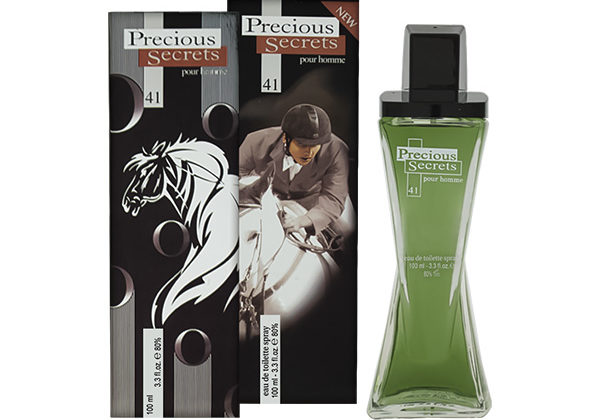 Precious
Secrets
pour homme
41
100 ml
3.3 fl.oz. e 80%
NEW
Precious
Secrets
pour homme
41
eau de toilette spray
100 ml - 3.3 fl.oz. e 80%
Precious
Secrets
pour homme
41
eau de toilette spray
100 ml - 3.3 fl.oz. e
80%